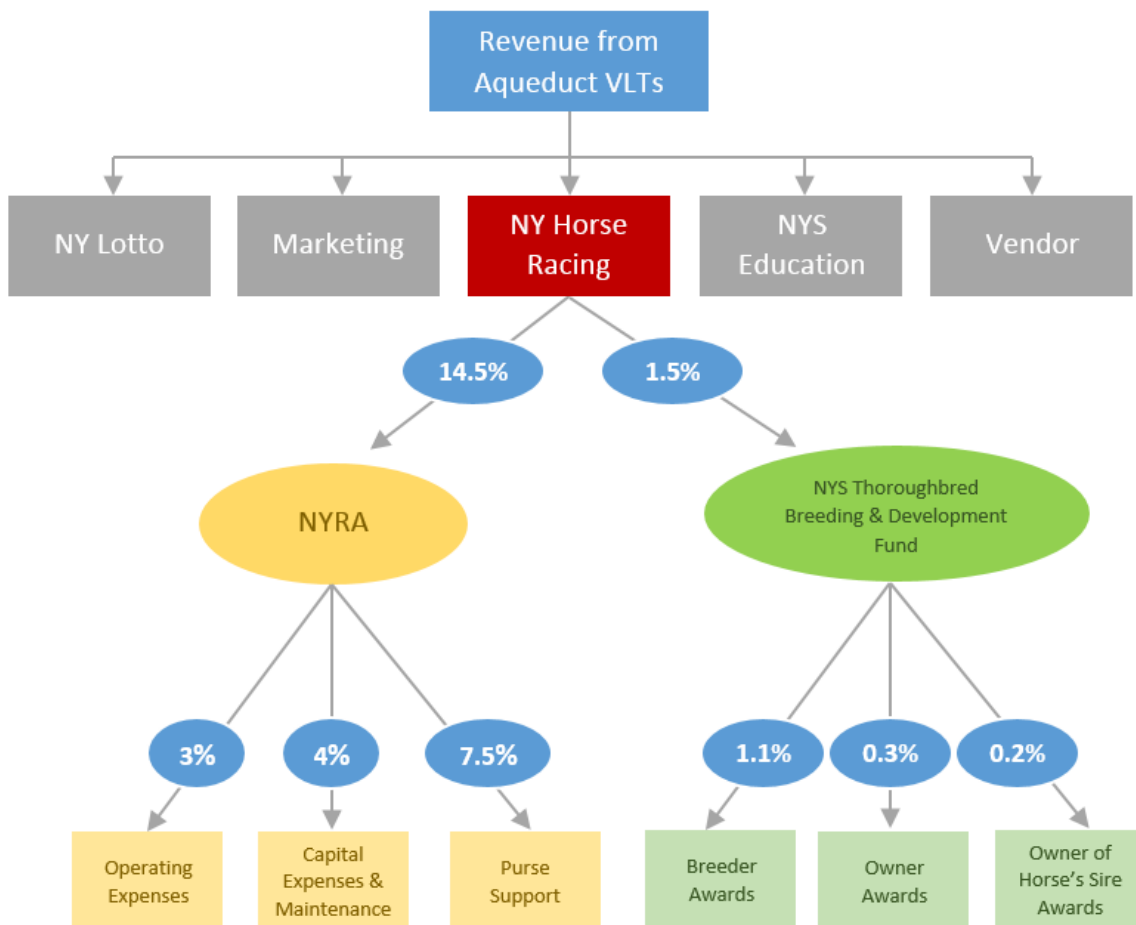 Revenue from
Aqueduct VLTs
NY Lotto
Marketing
NY Horse
Racing
NYS
Education
Vendor
14.5%
1.5%
NYRA
NYS Thoroughbred
Breeding & Development
Fund
3%
4%
7.5%
1.1%
0.3%
0.2%
Operating
Expenses
Capital
Expenses &
Maintenance
Purse
Support
Breeder
Awards
Owner
Awards
Owner of
Horse's Sire
Awards